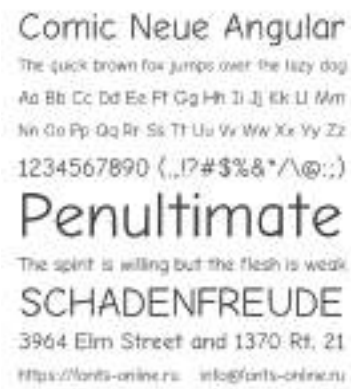 Comic Neue Angular
The quick brown fox jumps over the lazy dog
Aa Bb Cc Dd Ee Ff Gg Hh Ii Jj Kk Ll Mm
Nn Oo Pp Qq Rr Ss Tt Uu Vv Ww Xx Yy Zz
1234567890 (.,!?#$%&*/\@:;)
Penultimate
The spirit is willing but the flesh is weak
SCHADENFREUDE
3964 Elm Street and 1370 Rt. 21
https://fonts-online.ru info@fonts-online.ru